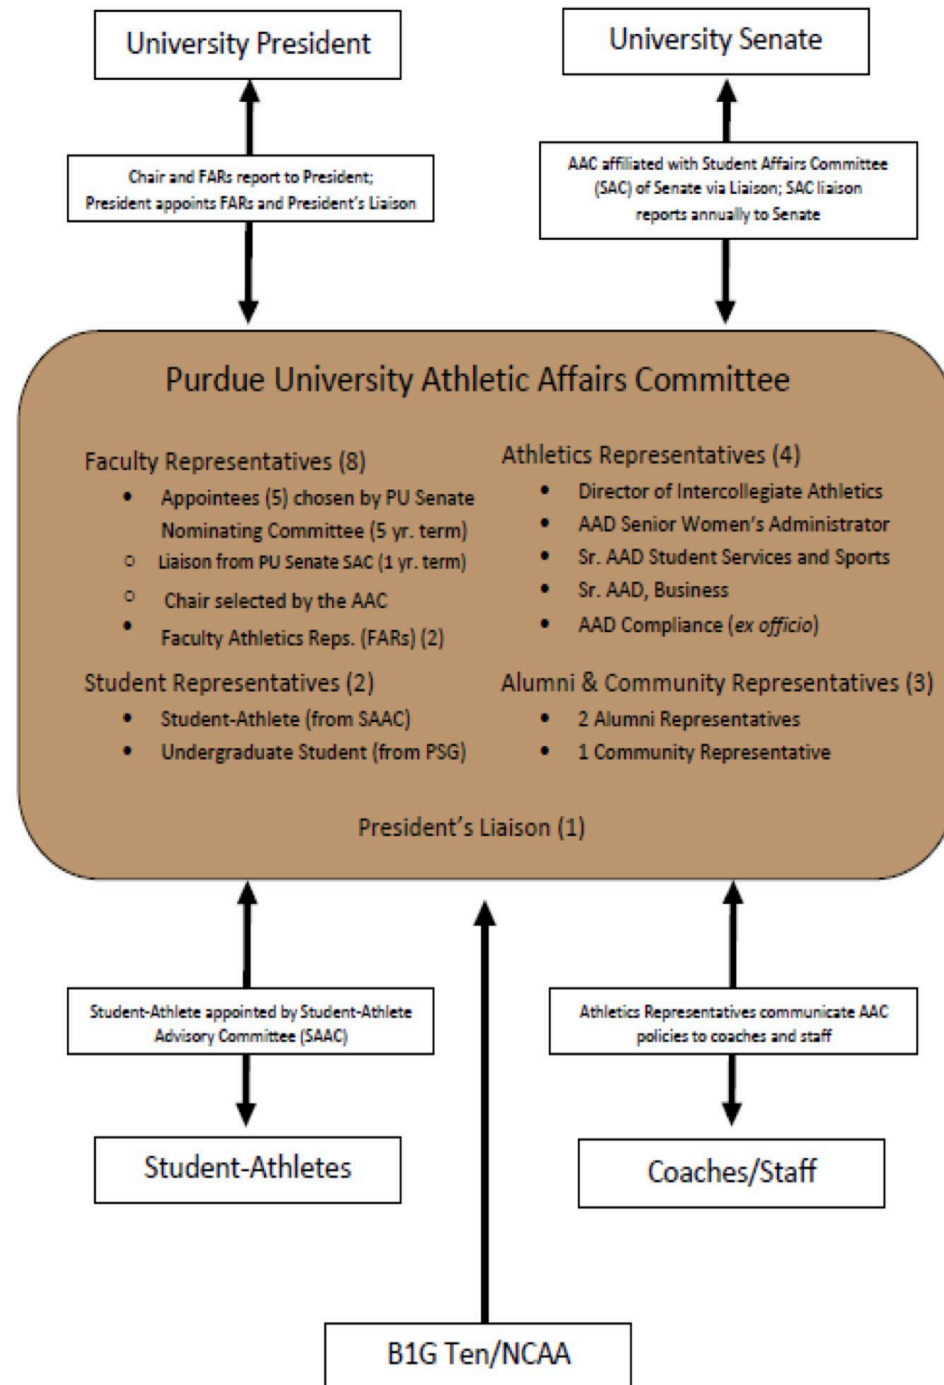 University President
University Senate
Chair and FARs report to President;
President appoints FARs and President's Liaison
AAC affiliated with Student Affairs Committee
(SAC) of Senate via Liaison; SAC liaison
reports annually to Senate
Purdue University Athletic Affairs Committee
Faculty Representatives (8)
• Appointees (5) chosen by PU Senate
Nominating Committee (5 yr. term)
○ Liaison from PU Senate SAC (1 yr. term)
○ Chair selected by the AAC
• Faculty Athletics Reps. (FARs) (2)
Student Representatives (2)
• Student-Athlete (from SAAC)
• Undergraduate Student (from PSG)
Athletics Representatives (4)
• Director of Intercollegiate Athletics
• AAD Senior Women's Administrator
• Sr. AAD Student Services and Sports
• Sr. AAD, Business
• AAD Compliance (ex officio)
Alumni & Community Representatives (3)
• 2 Alumni Representatives
• 1 Community Representative
President's Liaison (1)
Student-Athlete appointed by Student-Athlete
Advisory Committee (SAAC)
Athletics Representatives communicate AAC
policies to coaches and staff
Student-Athletes
Coaches/Staff
B1G Ten/NCAA